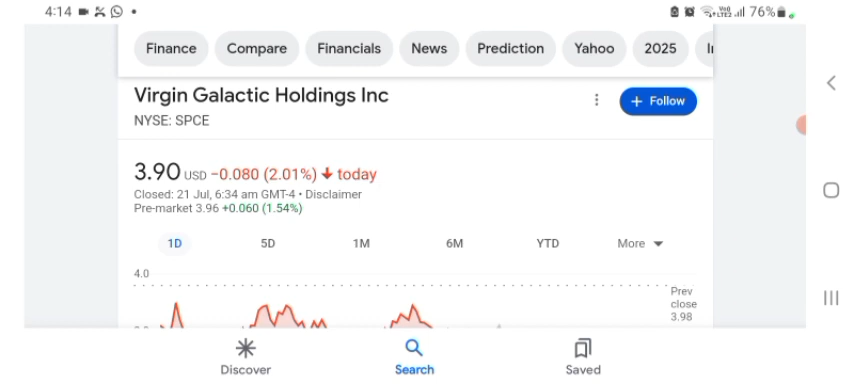 4:14 76%
Finance Compare Financials News Prediction Yahoo 2025
Virgin Galactic Holdings Inc
+ Follow
NYSE: SPCE
3.90 USD −0.080 (2.01%) today
Closed: 21 Jul, 6:34 am GMT-4 • Disclaimer
Pre-market 3.96 +0.060 (1.54%)
1D 5D 1M 6M YTD More
4.0
Prev
close
3.98
Discover Search Saved